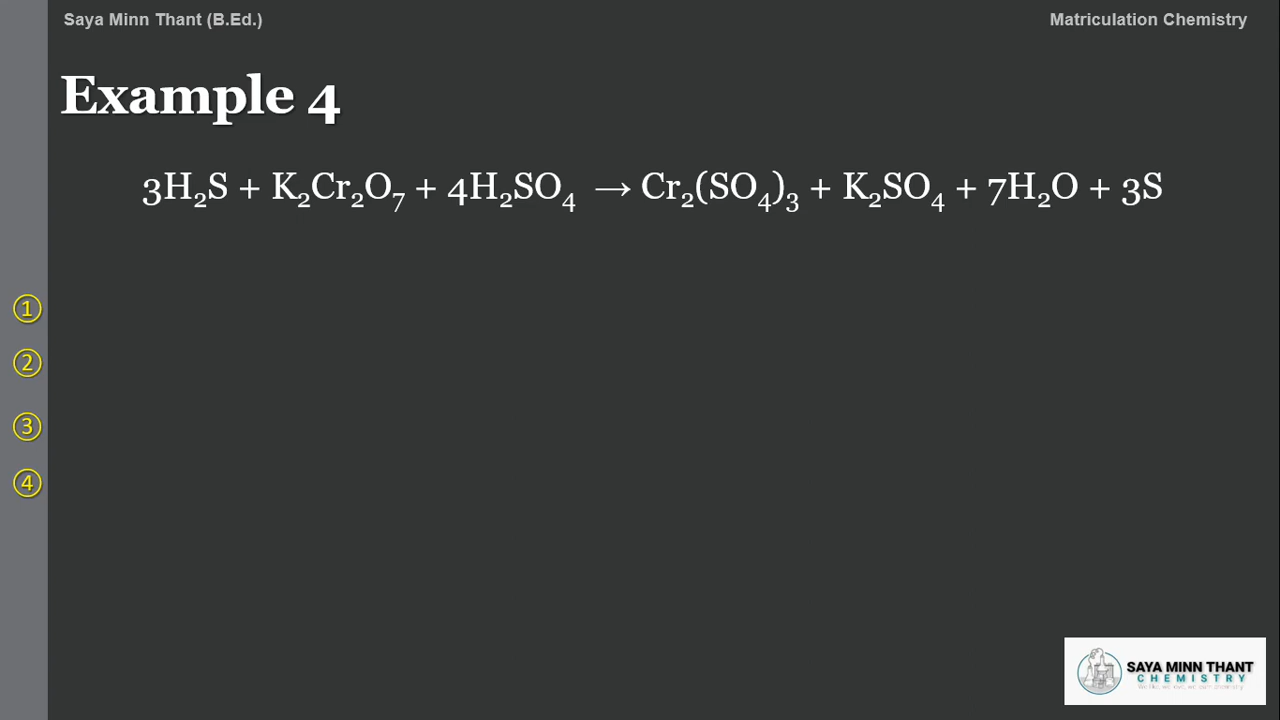 Saya Minn Thant (B.Ed.)
Matriculation Chemistry
Example 4
3H₂S + K₂Cr₂O₇ + 4H₂SO₄ → Cr₂(SO₄)₃ + K₂SO₄ + 7H₂O + 3S
①
②
③
④
SAYA MINN THANT
CHEMISTRY